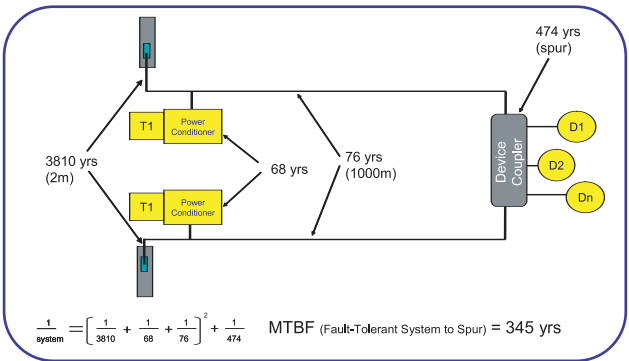 474 yrs
(spur)
T1
Power
Conditioner
3810 yrs
(2m)
68 yrs
76 yrs
(1000m)
Device
Coupler
D1
D2
Dn
T1
Power
Conditioner
1/system = [1/3810 + 1/68 + 1/76]² + 1/474
MTBF (Fault-Tolerant System to Spur) = 345 yrs